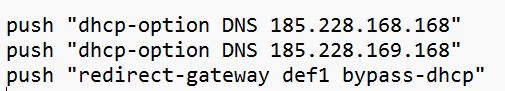 push "dhcp-option DNS 185.228.168.168"
push "dhcp-option DNS 185.228.169.168"
push "redirect-gateway def1 bypass-dhcp"